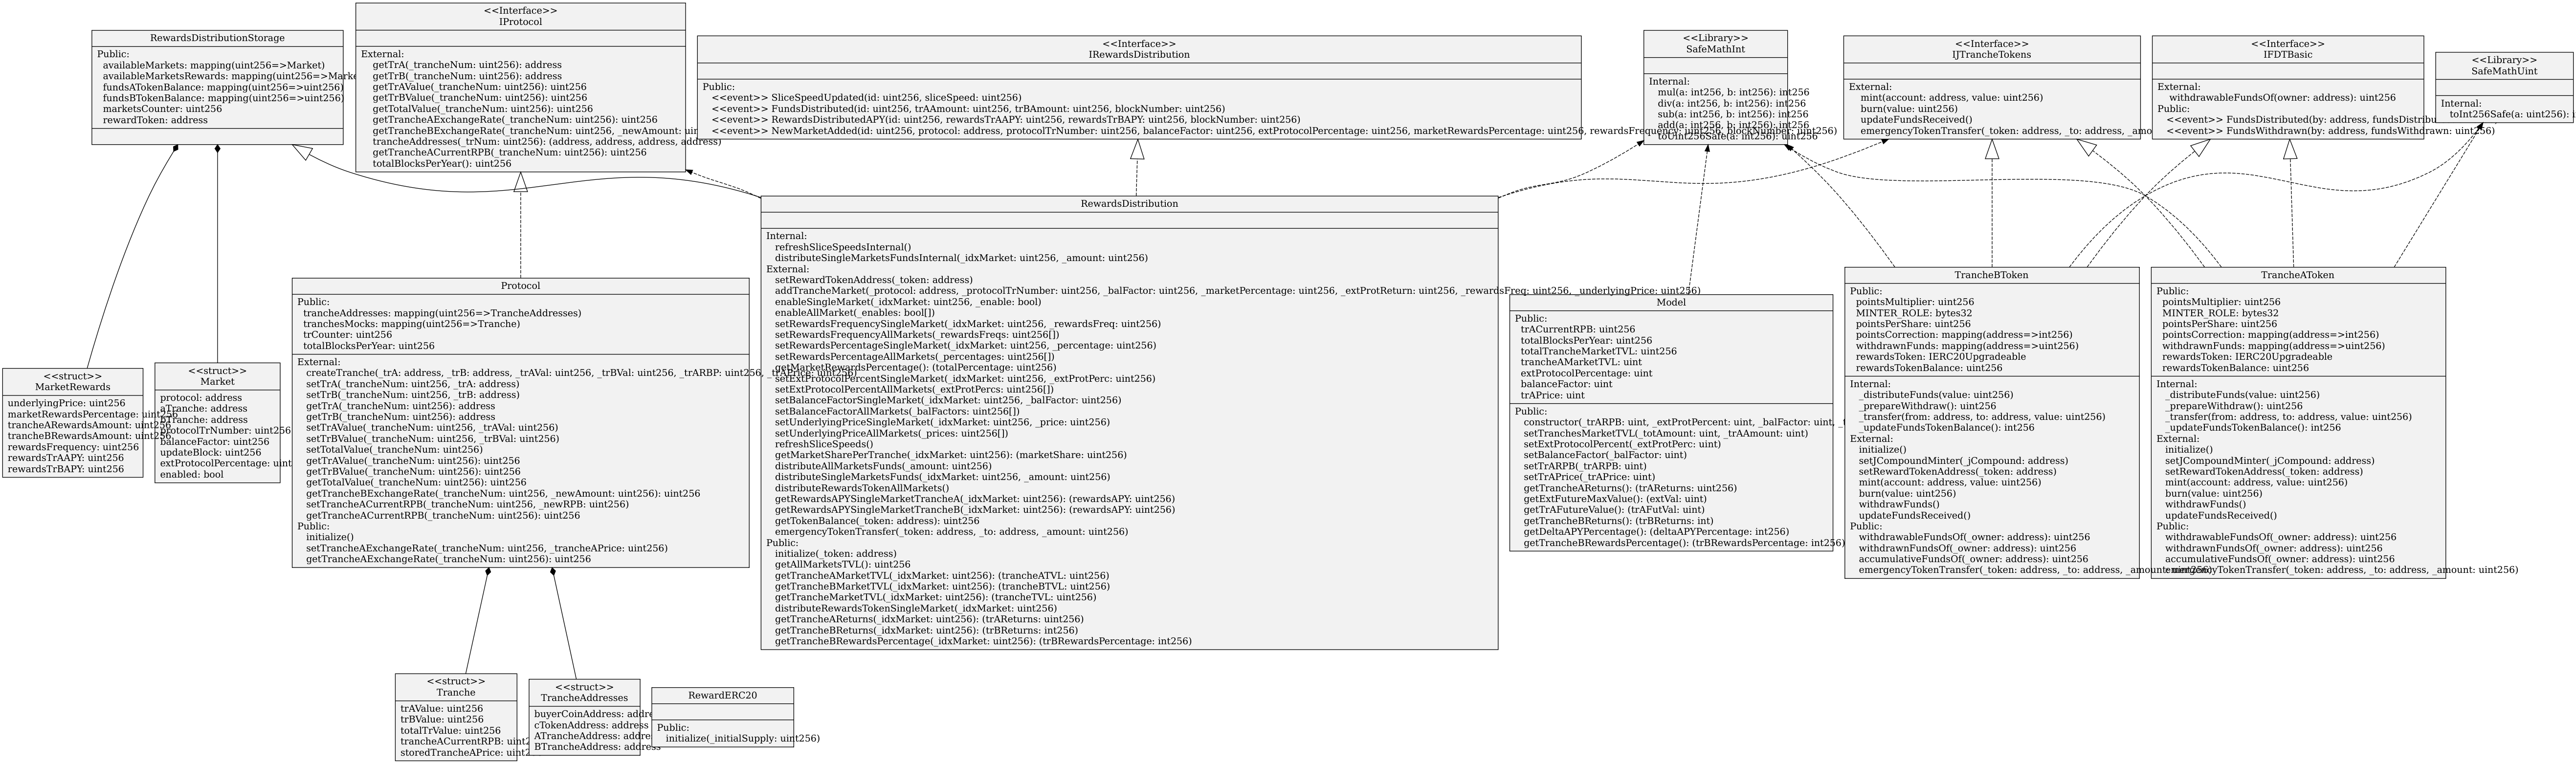 RewardsDistributionStorage
Public:
availableMarkets: mapping(uint256=>Market)
availableMarketsRewards: mapping(uint256=>Marke
fundsATokenBalance: mapping(uint256=>uint256)
fundsBTokenBalance: mapping(uint256=>uint256)
marketsCounter: uint256
rewardToken: address
<<Interface>>
IProtocol
External:
getTrA(_trancheNum: uint256): address
getTrB(_trancheNum: uint256): address
getTrAValue(_trancheNum: uint256): uint256
getTrBValue(_trancheNum: uint256): uint256
getTotalValue(_trancheNum: uint256): uint256
getTrancheAExchangeRate(_trancheNum: uint256): uint256
getTrancheBExchangeRate(_trancheNum: uint256, _newAmount: uin
trancheAddresses(_trNum: uint256): (address, address, address, address)
getTrancheACurrentRPB(_trancheNum: uint256): uint256
totalBlocksPerYear(): uint256
<<Interface>>
IRewardsDistribution
Public:
<<event>> SliceSpeedUpdated(id: uint256, sliceSpeed: uint256)
<<event>> FundsDistributed(id: uint256, trAAmount: uint256, trBAmount: uint256, blockNumber: uint256)
<<event>> RewardsDistributedAPY(id: uint256, rewardsTrAAPY: uint256, rewardsTrBAPY: uint256, blockNumber: uint256)
<<event>> NewMarketAdded(id: uint256, protocol: address, protocolTrNumber: uint256, balanceFactor: uint256, extProtocolPercentage: uint256, marketRewardsPercentage: uint256, rewardsFrequency: uint256, blockNumber: uint256)
<<Library>>
SafeMathInt
Internal:
mul(a: int256, b: int256): int256
div(a: int256, b: int256): int256
sub(a: int256, b: int256): int256
add(a: int256, b: int256): int256
toUint256Safe(a: int256): uint256
<<Interface>>
IJTrancheTokens
External:
mint(account: address, value: uint256)
burn(value: uint256)
updateFundsReceived()
emergencyTokenTransfer(_token: address, _to: address, _amo
<<Interface>>
IFDTBasic
External:
withdrawableFundsOf(owner: address): uint256
Public:
<<event>> FundsDistributed(by: address, fundsDistribu
<<event>> FundsWithdrawn(by: address, fundsWithdrawn: uint256)
<<Library>>
SafeMathUint
Internal:
toInt256Safe(a: uint256): i
RewardsDistribution
Internal:
refreshSliceSpeedsInternal()
distributeSingleMarketsFundsInternal(_idxMarket: uint256, _amount: uint256)
External:
setRewardTokenAddress(_token: address)
addTrancheMarket(_protocol: address, _protocolTrNumber: uint256, _balFactor: uint256, _marketPercentage: uint256, _extProtReturn: uint256, _rewardsFreq: uint256, _underlyingPrice: uint256)
enableSingleMarket(_idxMarket: uint256, _enable: bool)
enableAllMarket(_enables: bool[])
setRewardsFrequencySingleMarket(_idxMarket: uint256, _rewardsFreq: uint256)
setRewardsFrequencyAllMarkets(_rewardsFreqs: uint256[])
setRewardsPercentageSingleMarket(_idxMarket: uint256, _percentage: uint256)
setRewardsPercentageAllMarkets(_percentages: uint256[])
getMarketRewardsPercentage(): (totalPercentage: uint256)
setExtProtocolPercentSingleMarket(_idxMarket: uint256, _extProtPerc: uint256)
setExtProtocolPercentAllMarkets(_extProtPercs: uint256[])
setBalanceFactorSingleMarket(_idxMarket: uint256, _balFactor: uint256)
setBalanceFactorAllMarkets(_balFactors: uint256[])
setUnderlyingPriceSingleMarket(_idxMarket: uint256, _price: uint256)
setUnderlyingPriceAllMarkets(_prices: uint256[])
refreshSliceSpeeds()
getMarketSharePerTranche(_idxMarket: uint256): (marketShare: uint256)
distributeAllMarketsFunds(_amount: uint256)
distributeSingleMarketsFunds(_idxMarket: uint256, _amount: uint256)
distributeRewardsTokenAllMarkets()
getRewardsAPYSingleMarketTrancheA(_idxMarket: uint256): (rewardsAPY: uint256)
getRewardsAPYSingleMarketTrancheB(_idxMarket: uint256): (rewardsAPY: uint256)
getTokenBalance(_token: address): uint256
emergencyTokenTransfer(_token: address, _to: address, _amount: uint256)
Public:
initialize(_token: address)
getAllMarketsTVL(): uint256
getTrancheAMarketTVL(_idxMarket: uint256): (trancheATVL: uint256)
getTrancheBMarketTVL(_idxMarket: uint256): (trancheBTVL: uint256)
getTrancheMarketTVL(_idxMarket: uint256): (trancheTVL: uint256)
distributeRewardsTokenSingleMarket(_idxMarket: uint256)
getTrancheAReturns(_idxMarket: uint256): (trAReturns: uint256)
getTrancheBReturns(_idxMarket: uint256): (trBReturns: int256)
getTrancheBRewardsPercentage(_idxMarket: uint256): (trBRewardsPercentage: int256)
Protocol
Public:
trancheAddresses: mapping(uint256=>TrancheAddresses)
tranchesMocks: mapping(uint256=>Tranche)
trCounter: uint256
totalBlocksPerYear: uint256
External:
createTranche(_trA: address, _trB: address, _trAVal: uint256, _trBVal: uint256, _trARBP: uint256, _trAPrice: uint256)
setTrA(_trancheNum: uint256, _trA: address)
setTrB(_trancheNum: uint256, _trB: address)
getTrA(_trancheNum: uint256): address
getTrB(_trancheNum: uint256): address
setTrAValue(_trancheNum: uint256, _trAVal: uint256)
setTrBValue(_trancheNum: uint256, _trBVal: uint256)
setTotalValue(_trancheNum: uint256)
getTrAValue(_trancheNum: uint256): uint256
getTrBValue(_trancheNum: uint256): uint256
getTotalValue(_trancheNum: uint256): uint256
getTrancheBExchangeRate(_trancheNum: uint256, _newAmount: uint256): uint256
setTrancheACurrentRPB(_trancheNum: uint256, _newRPB: uint256)
getTrancheACurrentRPB(_trancheNum: uint256): uint256
Public:
initialize()
setTrancheAExchangeRate(_trancheNum: uint256, _trancheAPrice: uint256)
getTrancheAExchangeRate(_trancheNum: uint256): uint256
Model
Public:
trACurrentRPB: uint256
totalBlocksPerYear: uint256
totalTrancheMarketTVL: uint256
trancheAMarketTVL: uint
extProtocolPercentage: uint
balanceFactor: uint
trAPrice: uint
Public:
constructor(_trARPB: uint, _extProtPercent: uint, _balFactor: uint, _t
setTranchesMarketTVL(_totAmount: uint, _trAAmount: uint)
setExtProtocolPercent(_extProtPerc: uint)
setBalanceFactor(_balFactor: uint)
setTrARPB(_trARPB: uint)
setTrAPrice(_trAPrice: uint)
getTrancheAReturns(): (trAReturns: uint256)
getExtFutureMaxValue(): (extVal: uint)
getTrAFutureValue(): (trAFutVal: uint)
getTrancheBReturns(): (trBReturns: int)
getDeltaAPYPercentage(): (deltaAPYPercentage: int256)
getTrancheBRewardsPercentage(): (trBRewardsPercentage: int256)
TrancheBToken
Public:
pointsMultiplier: uint256
MINTER_ROLE: bytes32
pointsPerShare: uint256
pointsCorrection: mapping(address=>int256)
withdrawnFunds: mapping(address=>uint256)
rewardsToken: IERC20Upgradeable
rewardsTokenBalance: uint256
Internal:
_distributeFunds(value: uint256)
_prepareWithdraw(): uint256
_transfer(from: address, to: address, value: uint256)
_updateFundsTokenBalance(): int256
External:
initialize()
setJCompoundMinter(_jCompound: address)
setRewardTokenAddress(_token: address)
mint(account: address, value: uint256)
burn(value: uint256)
withdrawFunds()
updateFundsReceived()
Public:
withdrawableFundsOf(_owner: address): uint256
withdrawnFundsOf(_owner: address): uint256
accumulativeFundsOf(_owner: address): uint256
emergencyTokenTransfer(_token: address, _to: address, _amount: uint256)
TrancheAToken
Public:
pointsMultiplier: uint256
MINTER_ROLE: bytes32
pointsPerShare: uint256
pointsCorrection: mapping(address=>int256)
withdrawnFunds: mapping(address=>uint256)
rewardsToken: IERC20Upgradeable
rewardsTokenBalance: uint256
Internal:
_distributeFunds(value: uint256)
_prepareWithdraw(): uint256
_transfer(from: address, to: address, value: uint256)
_updateFundsTokenBalance(): int256
External:
initialize()
setJCompoundMinter(_jCompound: address)
setRewardTokenAddress(_token: address)
mint(account: address, value: uint256)
burn(value: uint256)
withdrawFunds()
updateFundsReceived()
Public:
withdrawableFundsOf(_owner: address): uint256
withdrawnFundsOf(_owner: address): uint256
accumulativeFundsOf(_owner: address): uint256
emergencyTokenTransfer(_token: address, _to: address, _amount: uint256)
<<struct>>
MarketRewards
underlyingPrice: uint256
marketRewardsPercentage: uint256
trancheARewardsAmount: uint256
trancheBRewardsAmount: uint256
rewardsFrequency: uint256
rewardsTrAAPY: uint256
rewardsTrBAPY: uint256
<<struct>>
Market
protocol: address
aTranche: address
bTranche: address
protocolTrNumber: uint256
balanceFactor: uint256
updateBlock: uint256
extProtocolPercentage: uint
enabled: bool
<<struct>>
Tranche
trAValue: uint256
trBValue: uint256
totalTrValue: uint256
trancheACurrentRPB: uint2
storedTrancheAPrice: uint2
<<struct>>
TrancheAddresses
buyerCoinAddress: addre
cTokenAddress: address
ATrancheAddress: addre
BTrancheAddress: address
RewardERC20
Public:
initialize(_initialSupply: uint256)